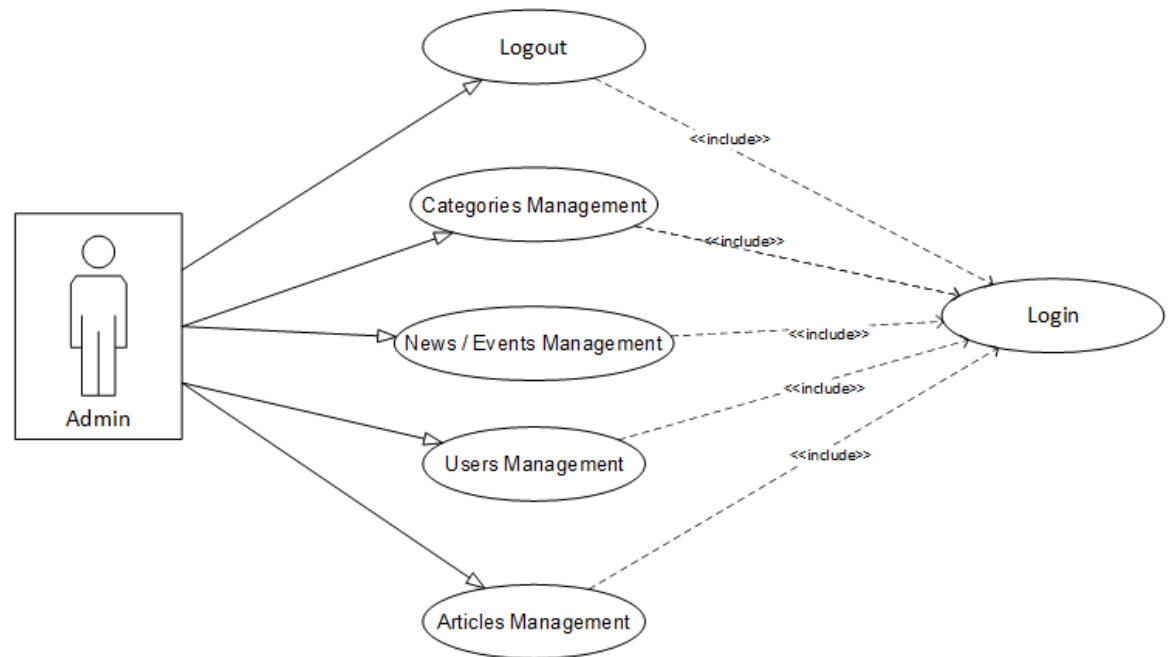 Logout
<<include>>
Categories Management
<<include>>
Admin
News / Events Management
<<include>>
Login
<<include>>
Users Management
<<include>>
Articles Management